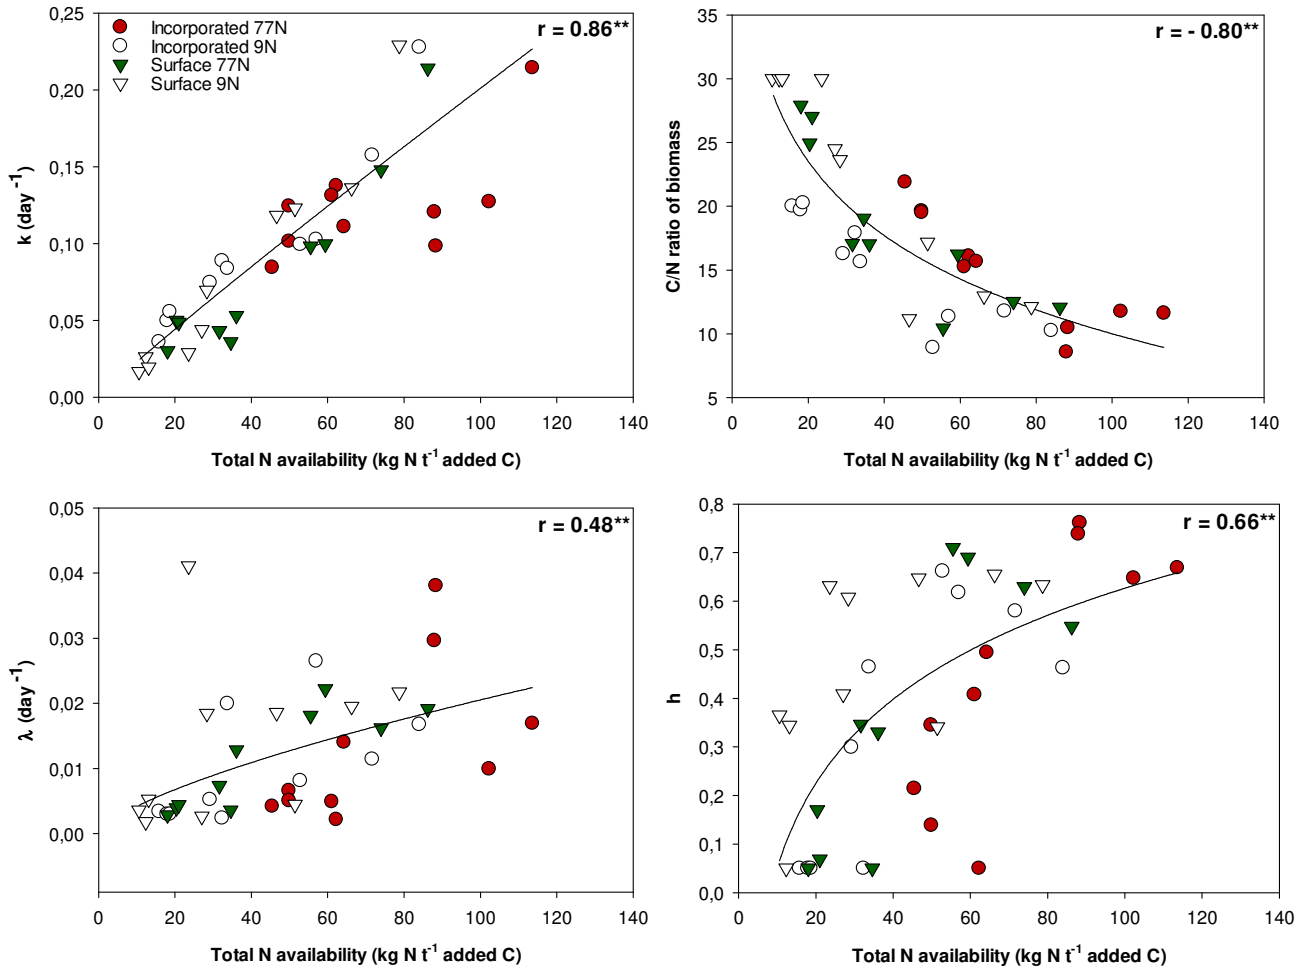 0,25
0,20
0,15
0,10
0,05
0,00
k (day -1)
Incorporated 77N
Incorporated 9N
Surface 77N
Surface 9N
r = 0.86**
0 20 40 60 80 100 120 140
Total N availability (kg N t-1 added C)
35
30
25
20
15
10
5
C/N ratio of biomass
r = - 0.80**
0 20 40 60 80 100 120 140
Total N availability (kg N t-1 added C)
0,05
0,04
0,03
0,02
0,01
0,00
λ (day -1)
r = 0.48**
0 20 40 60 80 100 120 140
Total N availability (kg N t-1 added C)
0,8
0,7
0,6
0,5
0,4
0,3
0,2
0,1
0,0
h
r = 0.66**
0 20 40 60 80 100 120 140
Total N availability (kg N t-1 added C)